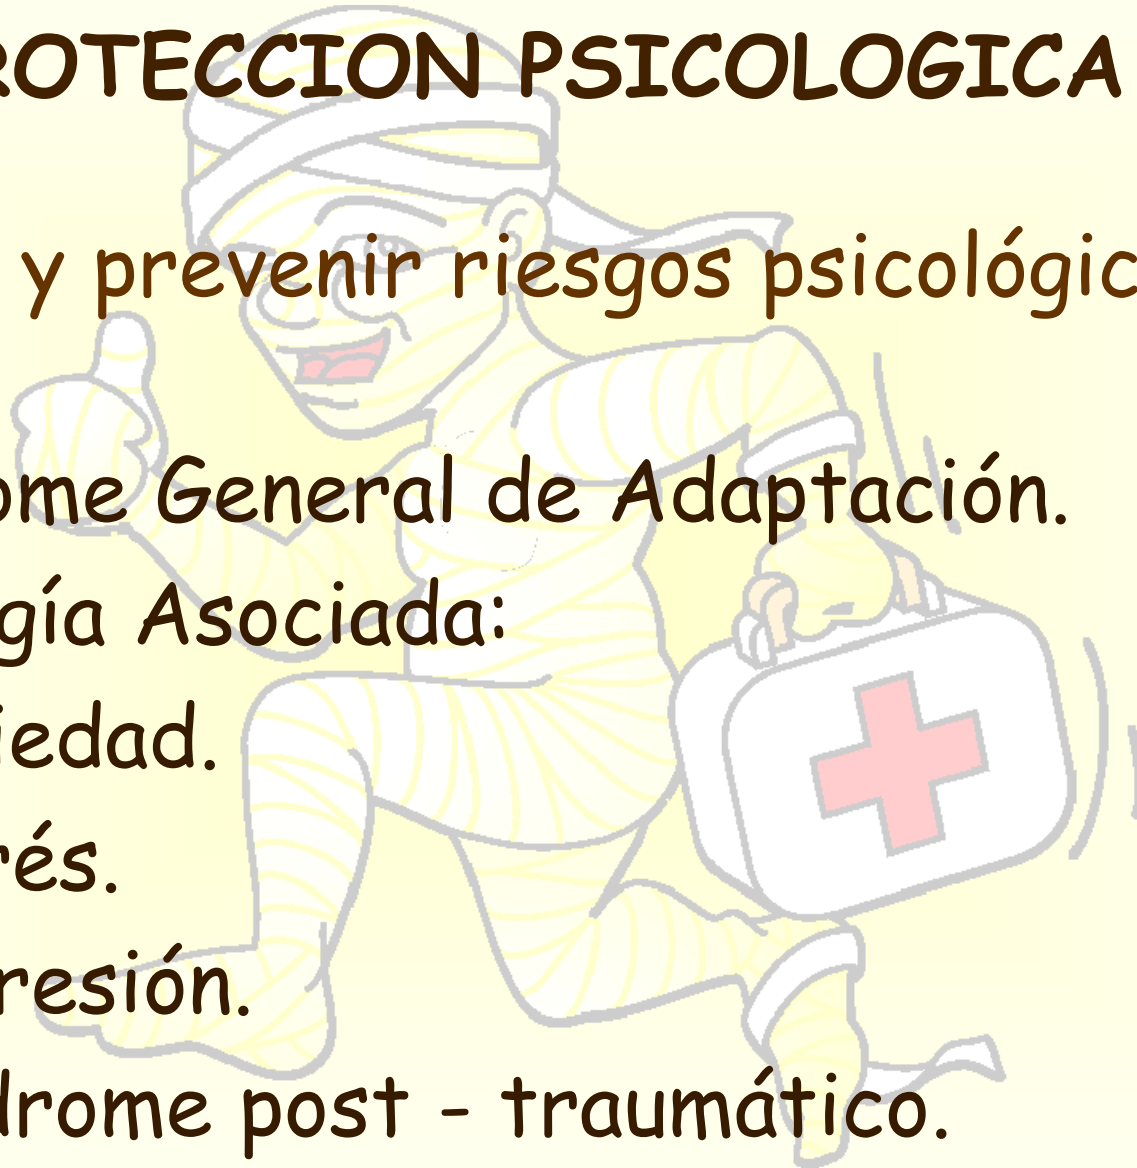 ROTECCION PSICOLOGICA
y prevenir riesgos psicológic
ome General de Adaptación.
gía Asociada:
iedad.
rés.
resión.
drome post - traumático.